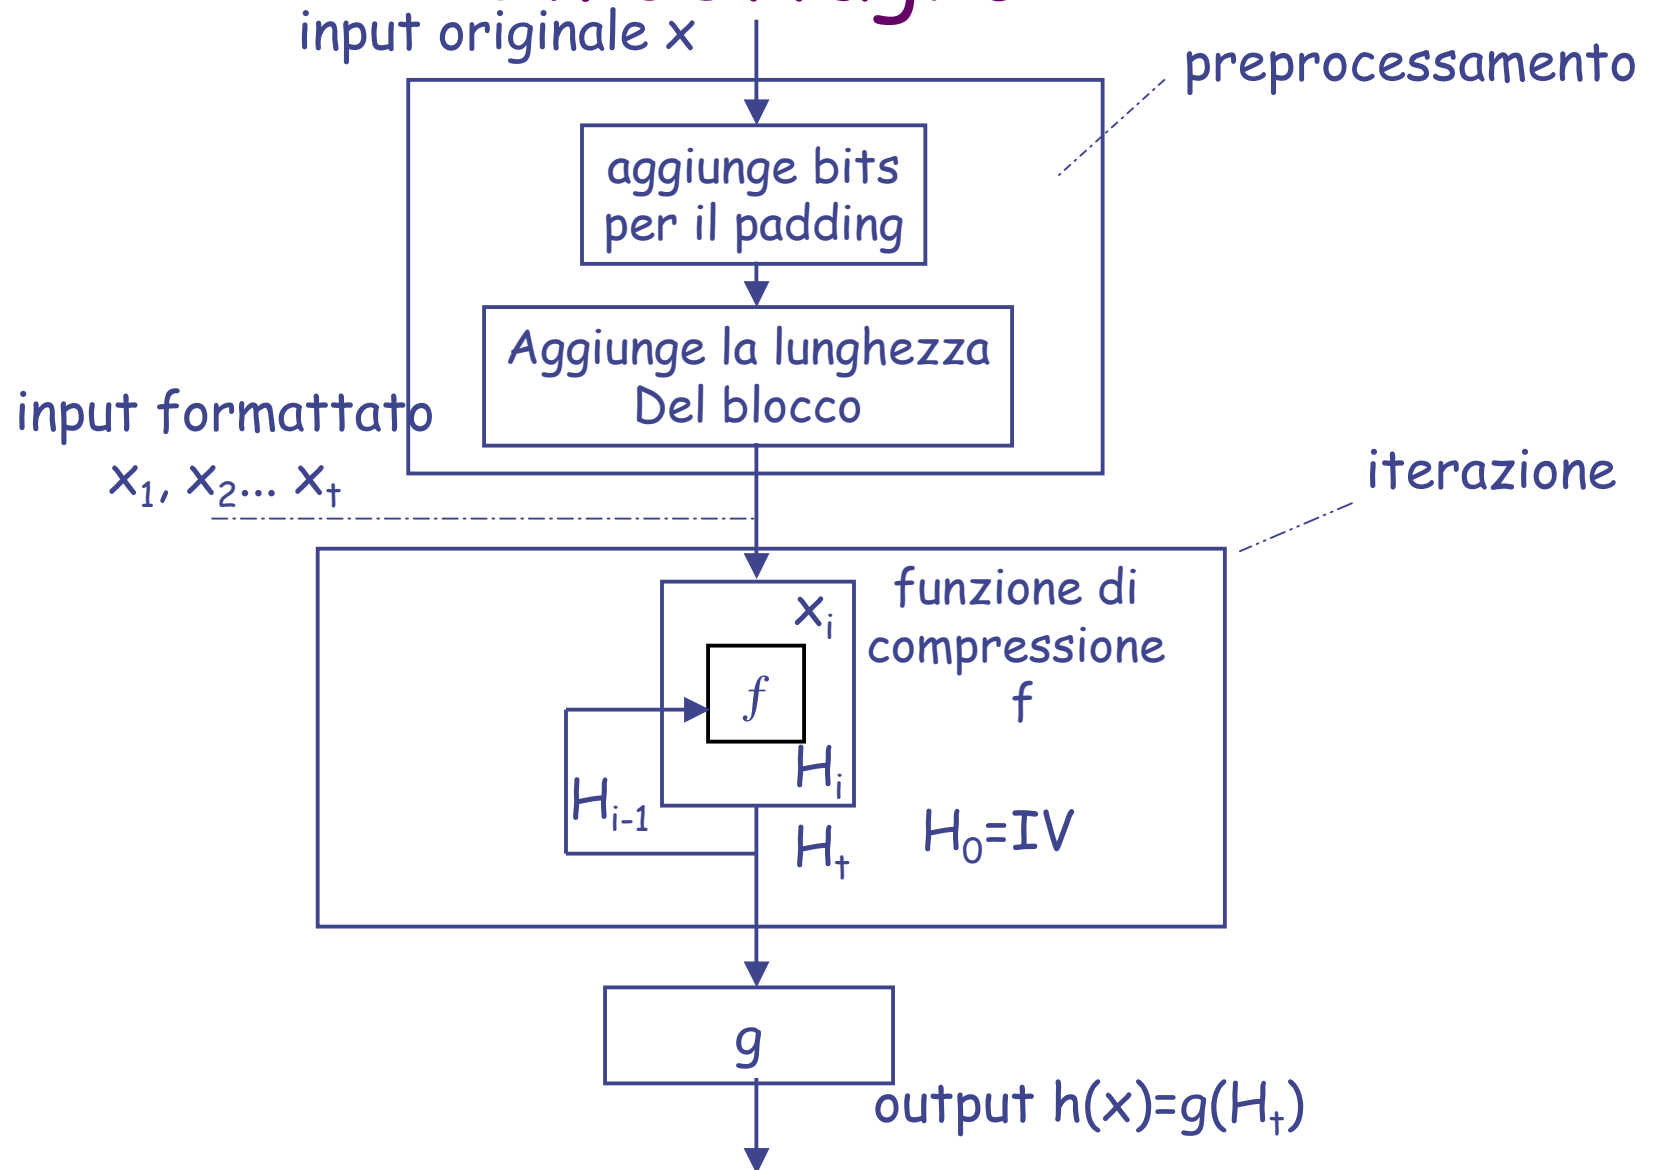 input originale x
preprocessamento
aggiunge bits
per il padding
Aggiunge la lunghezza
Del blocco
input formattato
x₁, x₂... xₜ
iterazione
xᵢ
funzione di
compressione
f
f
Hᵢ
Hᵢ₋₁
Hₜ
H₀=IV
g
output h(x)=g(Hₜ)